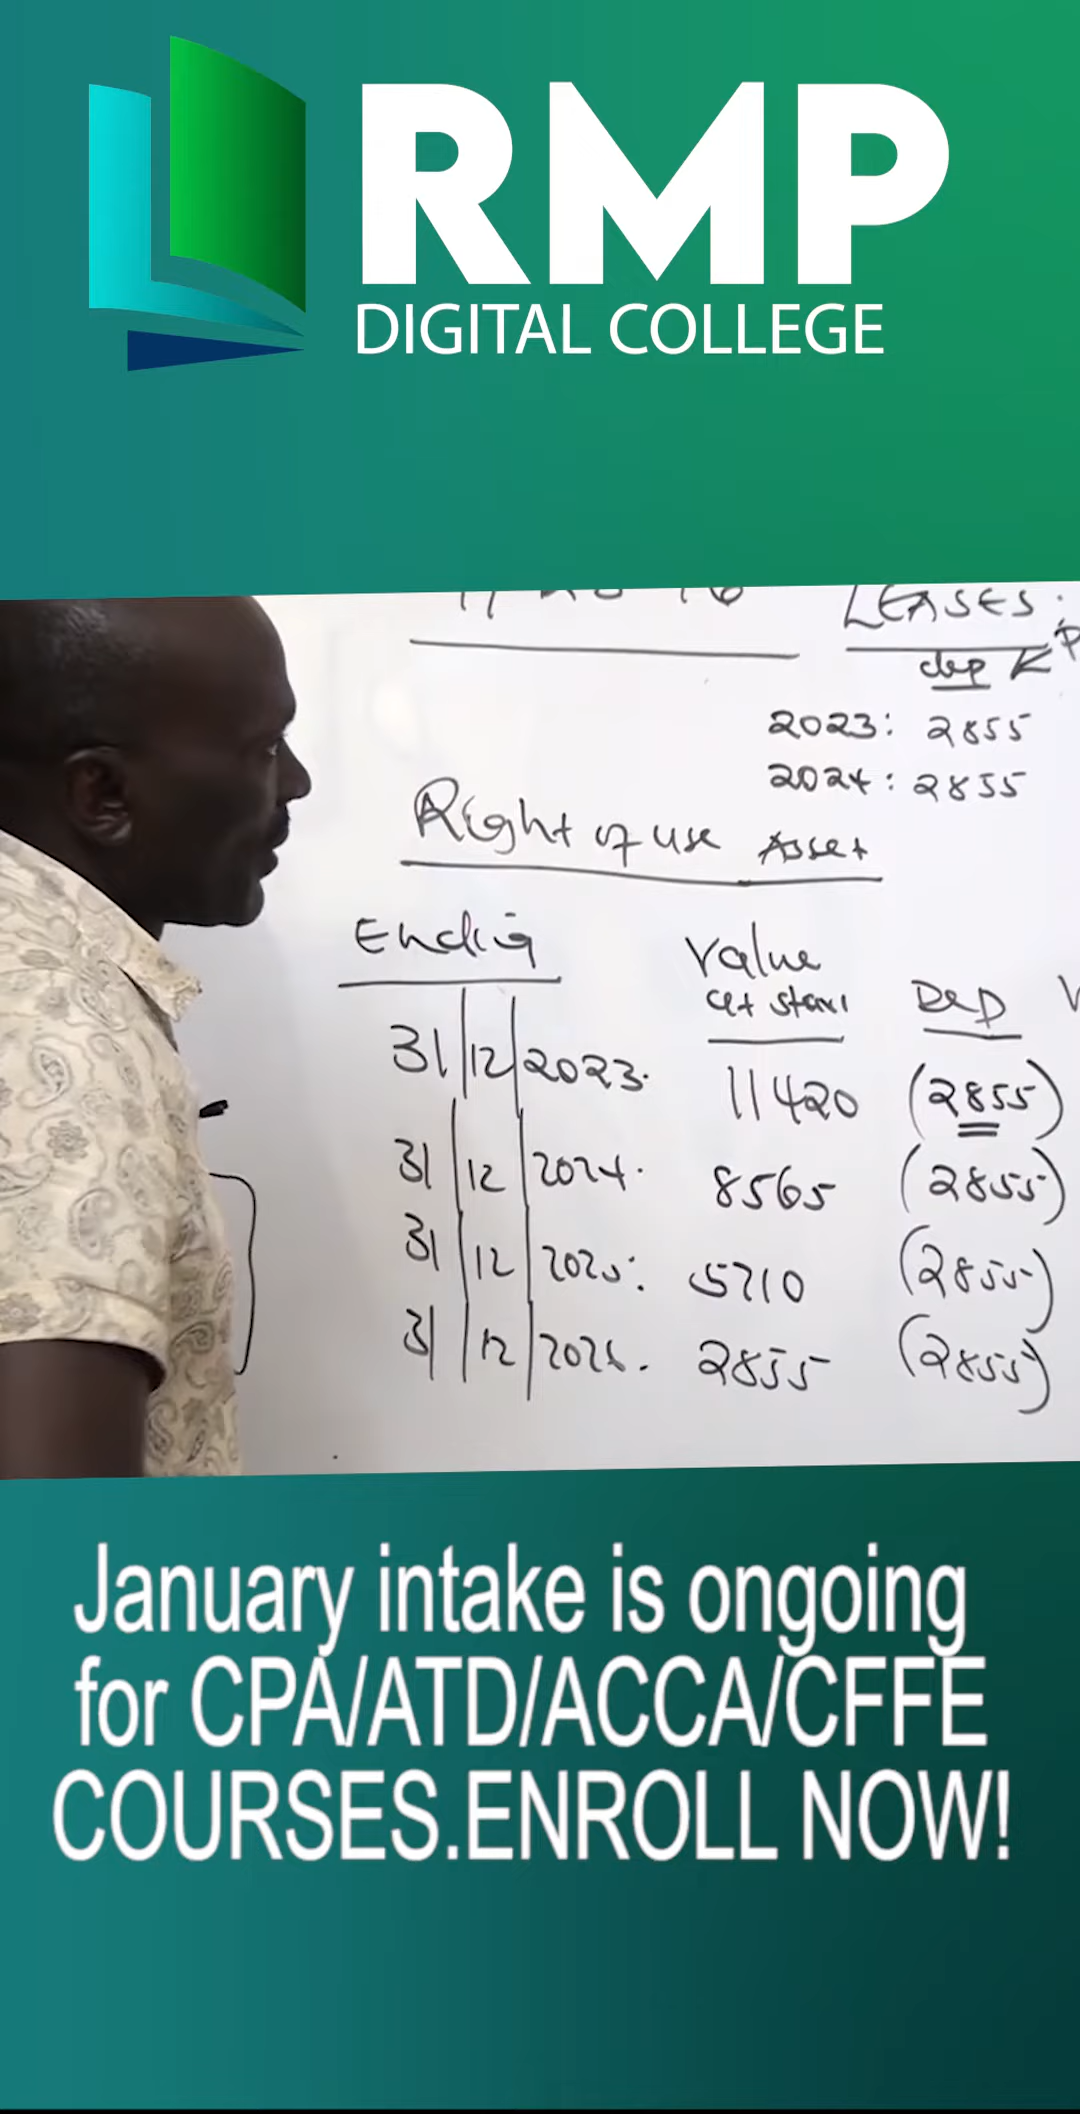 RMP
DIGITAL COLLEGE
LEASES:
dep
2023: 2855
2024: 2855
Right of use Asset
Ending
Value at start
Dep
31/12/2023. 11420 (2855)
31/12/2024. 8565 (2855)
31/12/2025: 5710 (2855)
31/12/2026. 2855 (2855)
January intake is ongoing
for CPA/ATD/ACCA/CFFE
COURSES.ENROLL NOW!